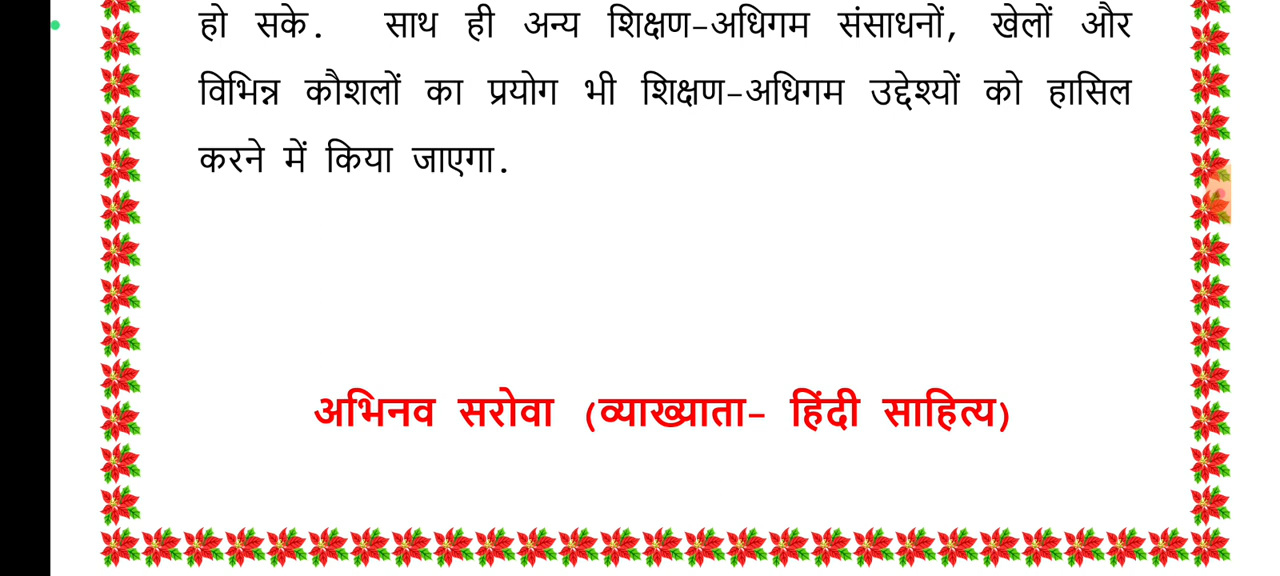 हो सके. साथ ही अन्य शिक्षण-अधिगम संसाधनों, खेलों और
विभिन्न कौशलों का प्रयोग भी शिक्षण-अधिगम उद्देश्यों को हासिल
करने में किया जाएगा.
अभिनव सरोवा (व्याख्याता- हिंदी साहित्य)